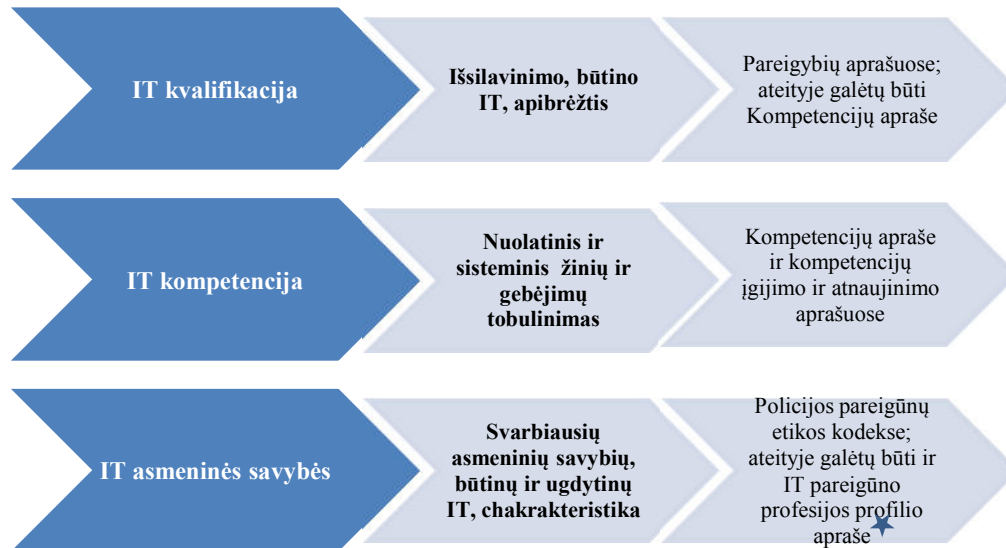 IT kvalifikacija
Išsilavinimo, būtino
IT, apibrėžtis
Pareigybių aprašuose;
ateityje galėtų būti
Kompetencijų apraše
IT kompetencija
Nuolatinis ir
sisteminis žinių ir
gebėjimų
tobulinimas
Kompetencijų apraše
ir kompetencijų
įgijimo ir atnaujinimo
aprašuose
IT asmeninės savybės
Svarbiausių
asmeninių savybių,
būtinų ir ugdytinų
IT, chakrakteristika
Policijos pareigūnų
etikos kodekse;
ateityje galėtų būti ir
IT pareigūno
profesijos profilio
apraše